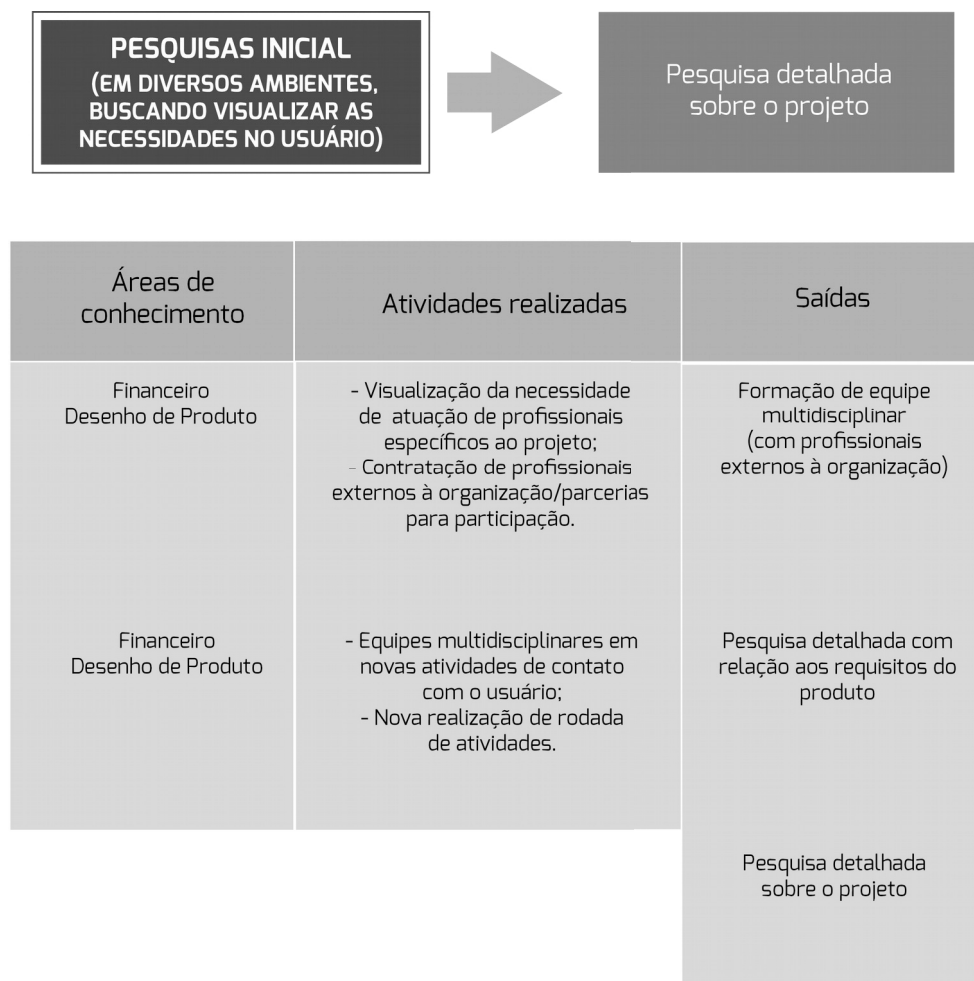 PESQUISAS INICIAL
(EM DIVERSOS AMBIENTES,
BUSCANDO VISUALIZAR AS
NECESSIDADES NO USUÁRIO)
Pesquisa detalhada
sobre o projeto
Áreas de
conhecimento
Atividades realizadas
Saídas
Financeiro
Desenho de Produto
- Visualização da necessidade
de atuação de profissionais
específicos ao projeto;
- Contratação de profissionais
externos à organização/parcerias
para participação.
Formação de equipe
multidisciplinar
(com profissionais
externos à organização)
Financeiro
Desenho de Produto
- Equipes multidisciplinares em
novas atividades de contato
com o usuário;
- Nova realização de rodada
de atividades.
Pesquisa detalhada com
relação aos requisitos do
produto
Pesquisa detalhada
sobre o projeto